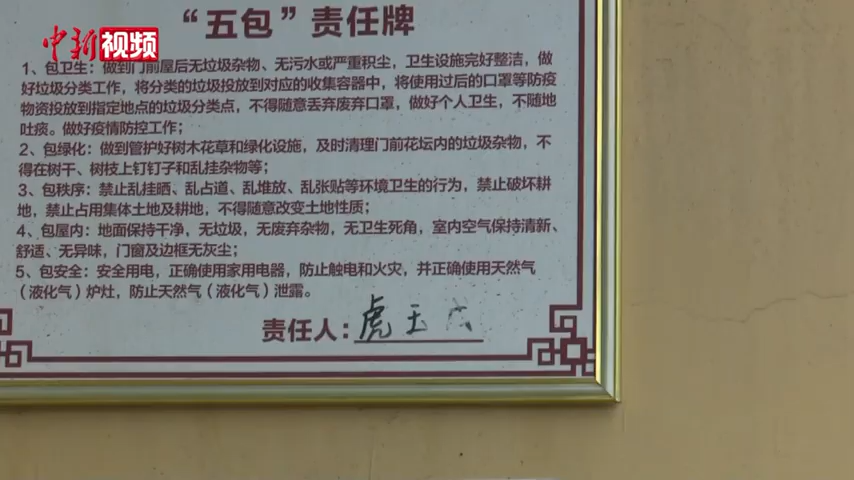 中新视频
“五包”责任牌
1、包卫生：做到门前屋后无垃圾杂物、无污水或严重积尘，卫生设施完好整洁，做
好垃圾分类工作，将分类的垃圾投放到对应的收集容器中，将使用过后的口罩等防疫
物资投放到指定地点的垃圾分类点，不得随意丢弃废弃口罩，做好个人卫生，不随地
吐痰。做好疫情防控工作；
2、包绿化：做到管护好树木花草和绿化设施，及时清理门前花坛内的垃圾杂物，不
得在树干、树枝上钉钉子和乱挂杂物等；
3、包秩序：禁止乱挂晒、乱占道、乱堆放、乱张贴等环境卫生的行为，禁止破坏耕
地，禁止占用集体土地及耕地，不得随意改变土地性质；
4、包屋内：地面保持干净，无垃圾，无废弃杂物，无卫生死角，室内空气保持清新、
舒适、无异味，门窗及边框无灰尘；
5、包安全：安全用电，正确使用家用电器，防止触电和火灾，并正确使用天然气
（液化气）炉灶，防止天然气（液化气）泄露。
责任人：虎玉